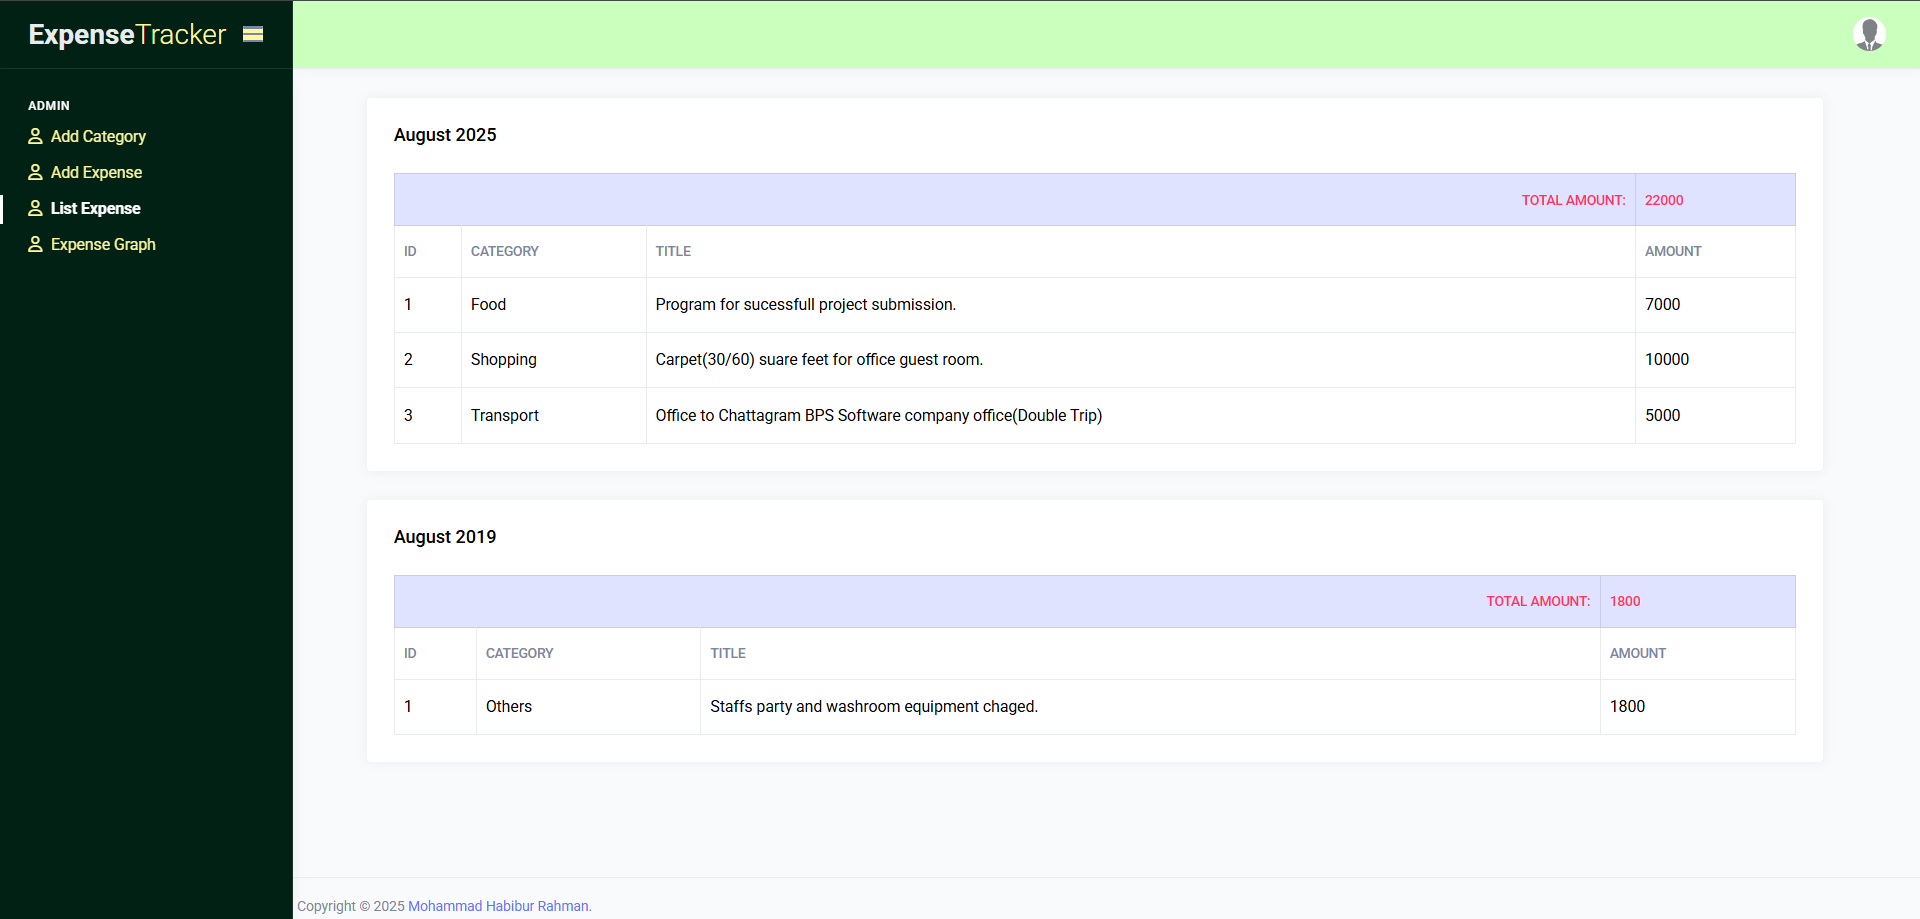 ExpenseTracker
ADMIN
Add Category
Add Expense
List Expense
Expense Graph
August 2025
TOTAL AMOUNT: 22000
ID CATEGORY TITLE AMOUNT
1 Food Program for sucessfull project submission. 7000
2 Shopping Carpet(30/60) suare feet for office guest room. 10000
3 Transport Office to Chattagram BPS Software company office(Double Trip) 5000
August 2019
TOTAL AMOUNT: 1800
ID CATEGORY TITLE AMOUNT
1 Others Staffs party and washroom equipment chaged. 1800
Copyright © 2025 Mohammad Habibur Rahman.